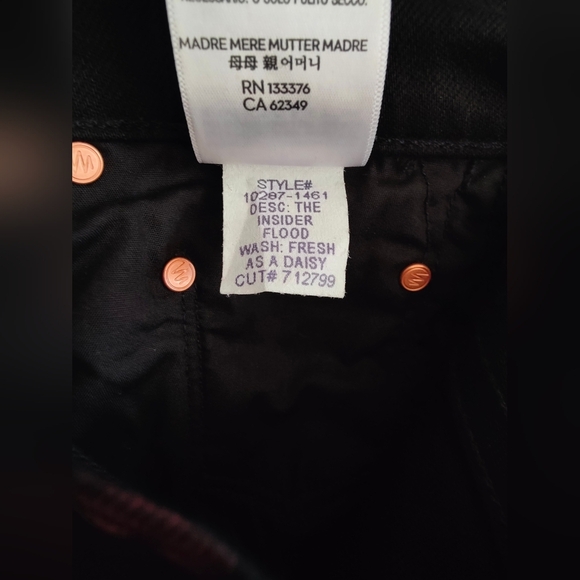 MADRE MERE MUTTER MADRE
母母 親 어머니
RN 133376
CA 62349
STYLE#
10287-1461
DESC: THE
INSIDER
FLOOD
WASH: FRESH
AS A DAISY
CUT# 712799